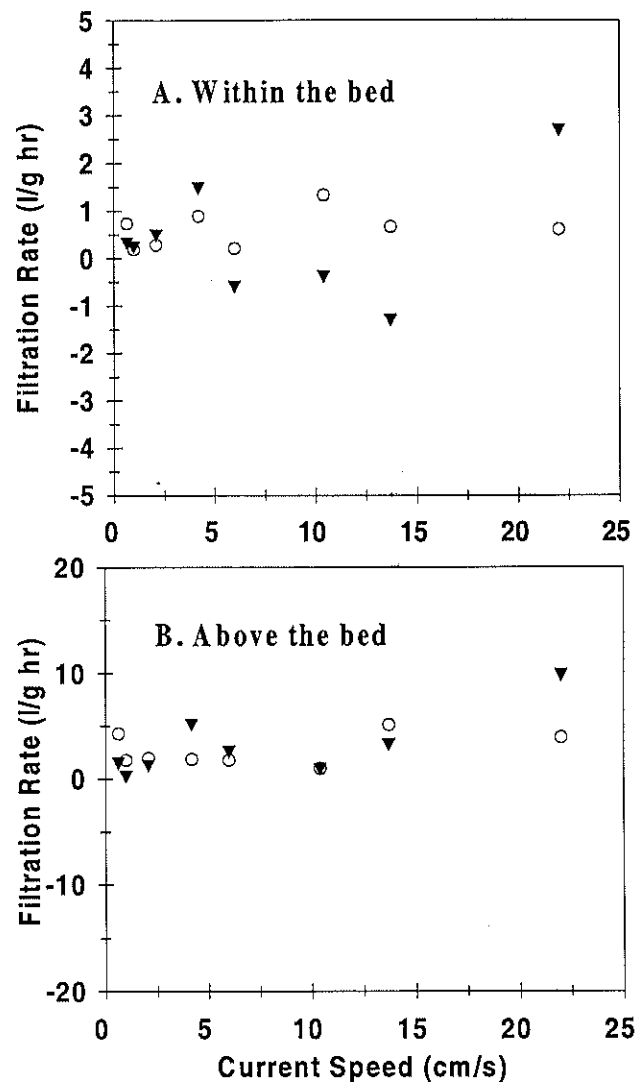 5
4
3
2
1
0
-1
-2
-3
-4
-5
Filtration Rate (l/g hr)
A. Within the bed
0 5 10 15 20 25
20
10
0
-10
-20
Filtration Rate (l/g hr)
B. Above the bed
0 5 10 15 20 25
Current Speed (cm/s)